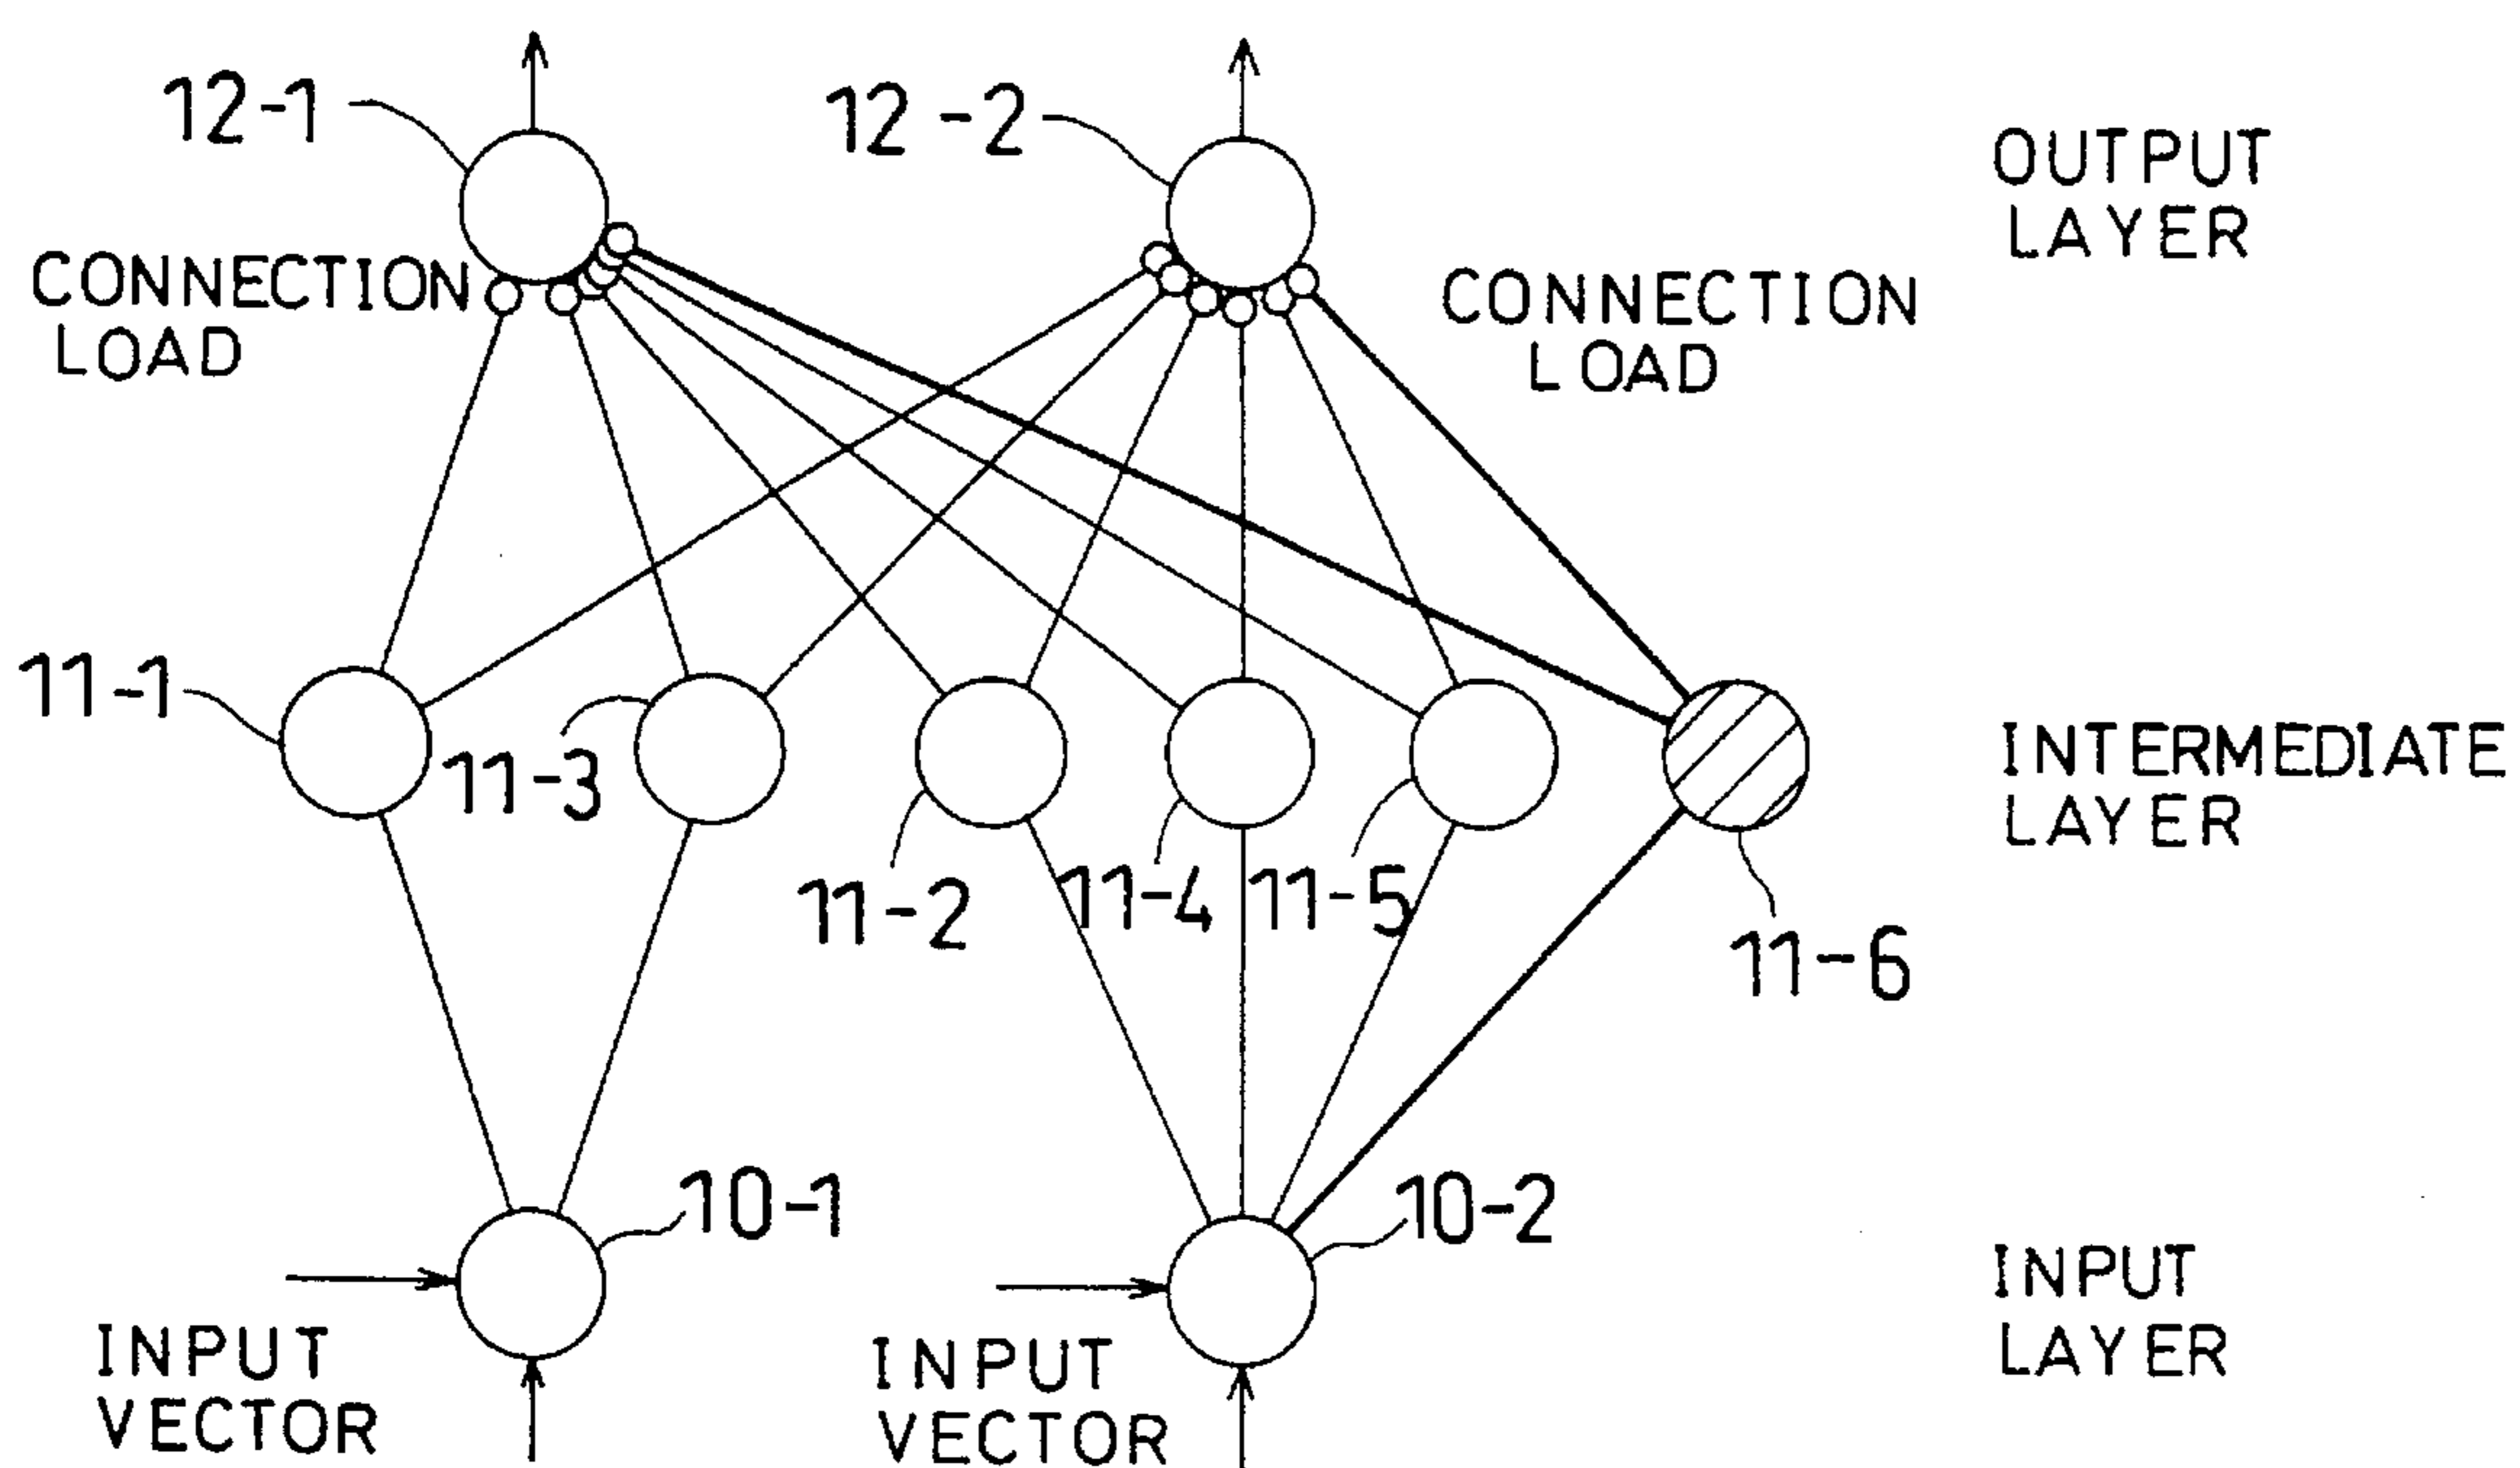 12-1
12-2
OUTPUT
LAYER
CONNECTION
LOAD
CONNECTION
LOAD
11-1
11-3
11-2
11-4
11-5
11-6
INTERMEDIATE
LAYER
10-1
10-2
INPUT
VECTOR
INPUT
VECTOR
INPUT
LAYER